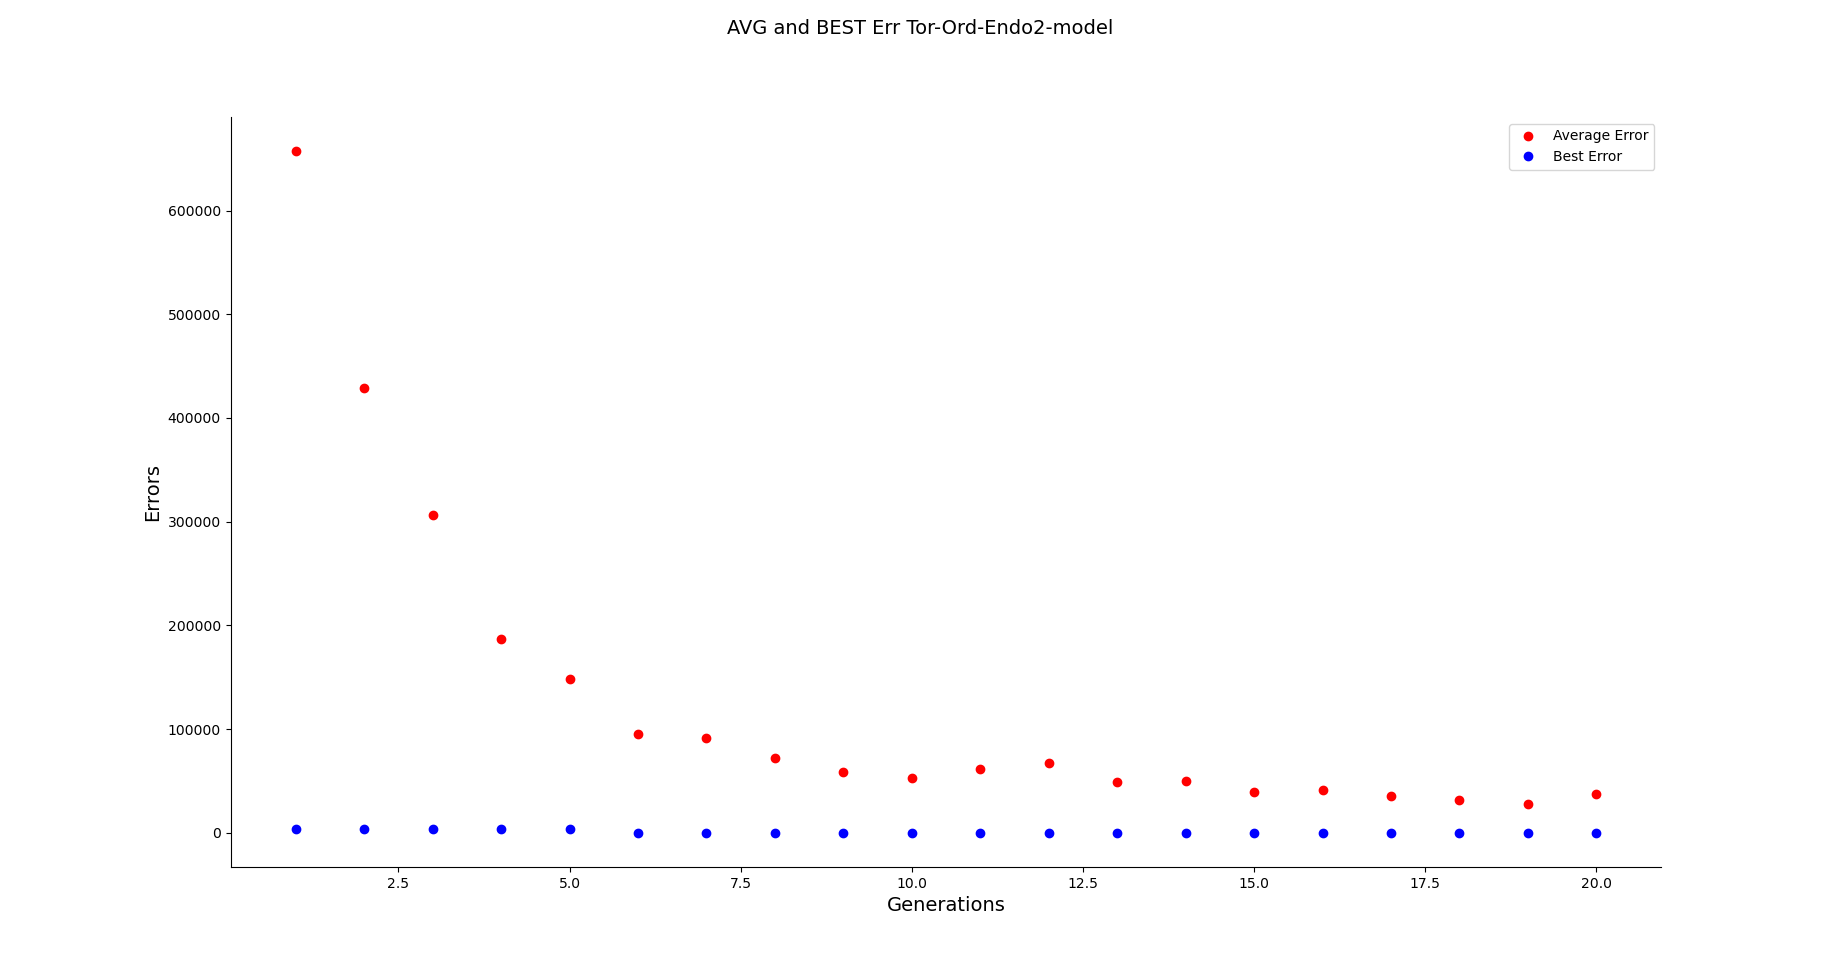 AVG and BEST Err Tor-Ord-Endo2-model
Average Error
Best Error
Errors
600000
500000
400000
300000
200000
100000
0
2.5 5.0 7.5 10.0 12.5 15.0 17.5 20.0
Generations